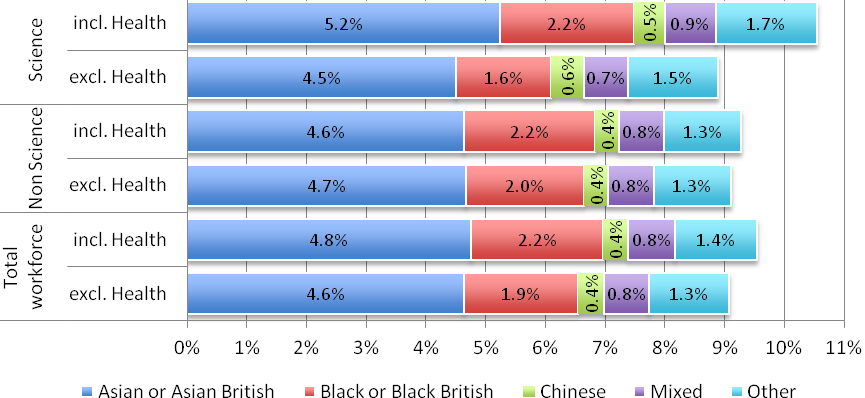 Science
incl. Health
5.2% 2.2% 0.5% 0.9% 1.7%
excl. Health
4.5% 1.6% 0.6% 0.7% 1.5%
Non Science
incl. Health
4.6% 2.2% 0.4% 0.8% 1.3%
excl. Health
4.7% 2.0% 0.4% 0.8% 1.3%
Total
workforce
incl. Health
4.8% 2.2% 0.4% 0.8% 1.4%
excl. Health
4.6% 1.9% 0.4% 0.8% 1.3%
0% 1% 2% 3% 4% 5% 6% 7% 8% 9% 10% 11%
Asian or Asian British Black or Black British Chinese Mixed Other